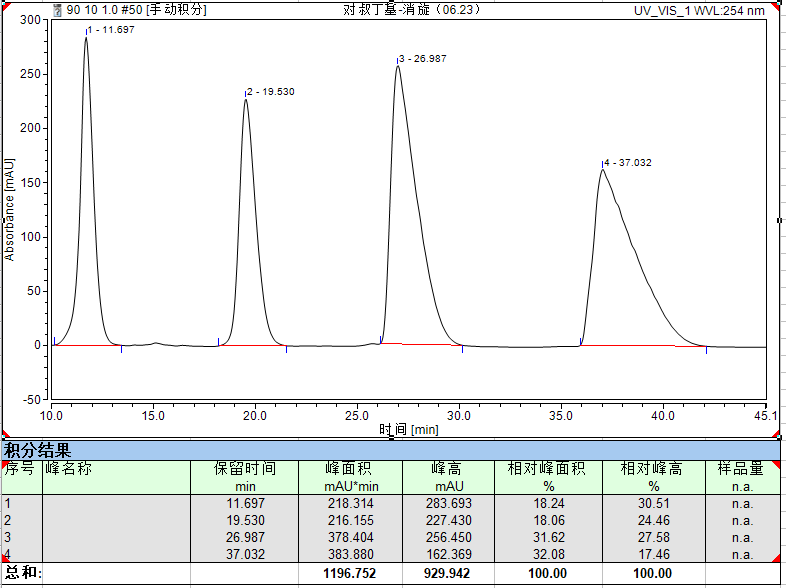 90 10 1.0 #50 [手动积分] 对叔丁基-消旋（06.23） UV_VIS_1 WVL:254 nm
300
250
200
150
100
50
0
-50
Absorbance [mAU]
1 - 11.697
2 - 19.530
3 - 26.987
4 - 37.032
10.0 15.0 20.0 25.0 30.0 35.0 40.0 45.1
时间 [min]
积分结果
序号 峰名称 保留时间 峰面积 峰高 相对峰面积 相对峰高 样品量
min mAU*min mAU % % n.a.
1 11.697 218.314 283.693 18.24 30.51 n.a.
2 19.530 216.155 227.430 18.06 24.46 n.a.
3 26.987 378.404 256.450 31.62 27.58 n.a.
4 37.032 383.880 162.369 32.08 17.46 n.a.
总和: 1196.752 929.942 100.00 100.00